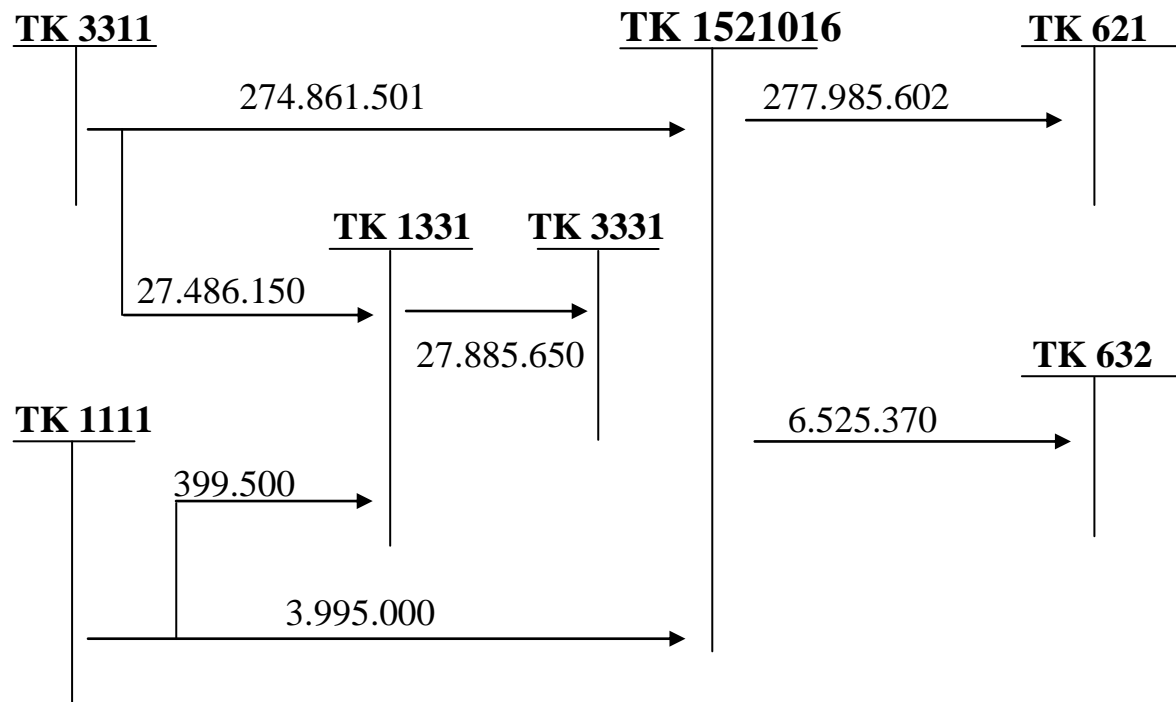 TK 3311
TK 1521016
TK 621
274.861.501
277.985.602
TK 1331
TK 3331
27.486.150
27.885.650
TK 632
TK 1111
6.525.370
399.500
3.995.000